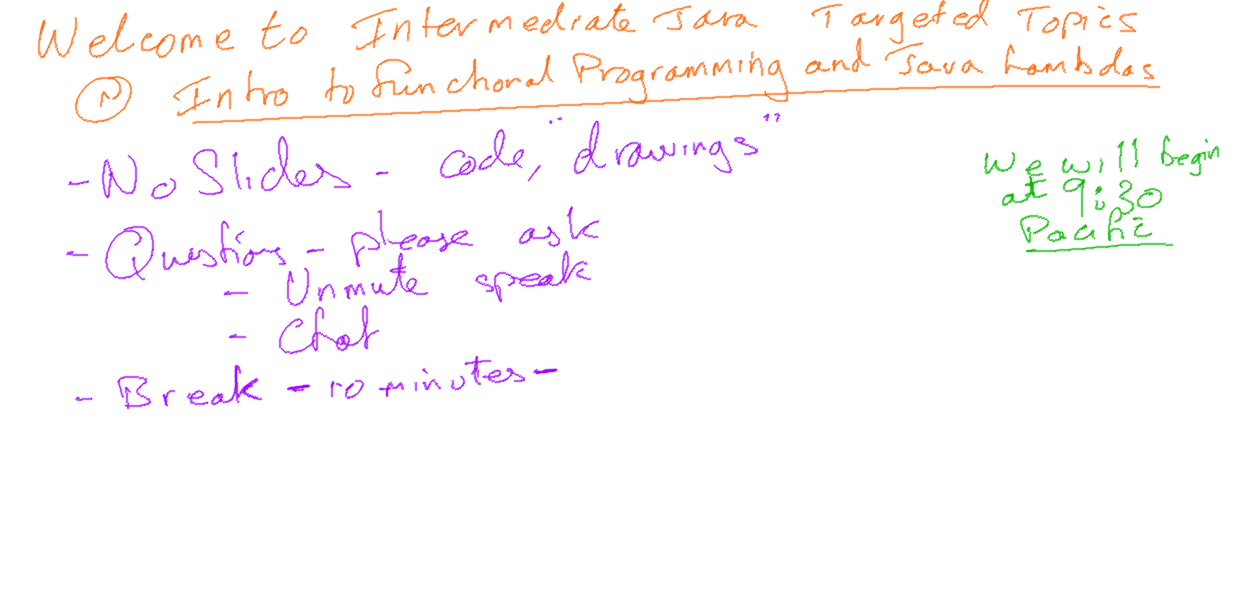 Welcome to Intermediate Java Targeted Topics
Intro to Functional Programming and Java Lambdas
- No Slides - code, "drawings"
We will begin
at 9:30
Pacific
- Questions - please ask
- Unmute speak
- Chat
- Break - 10 minutes -